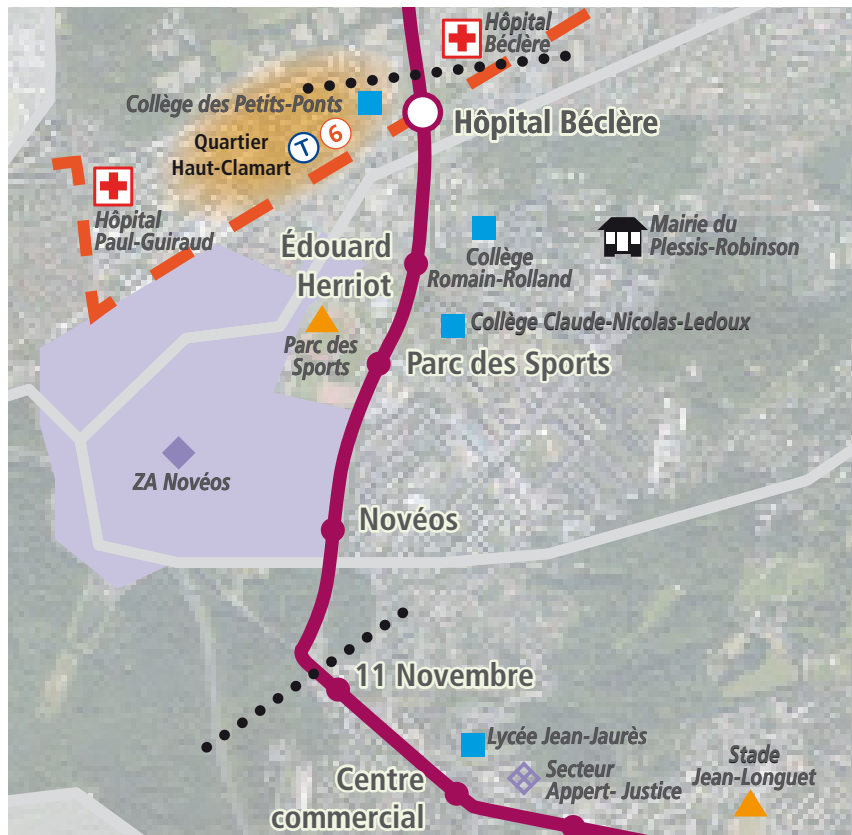 Hôpital
Béclère
Collège des Petits-Ponts
Hôpital Béclère
Quartier
Haut-Clamart
T 6
Hôpital
Paul-Guiraud
Mairie du
Plessis-Robinson
Édouard
Herriot
Collège
Romain-Rolland
Collège Claude-Nicolas-Ledoux
Parc des
Sports
Parc des Sports
ZA Novéos
Novéos
11 Novembre
Lycée Jean-Jaurès
Stade
Jean-Longuet
Secteur
Appert- Justice
Centre
commercial